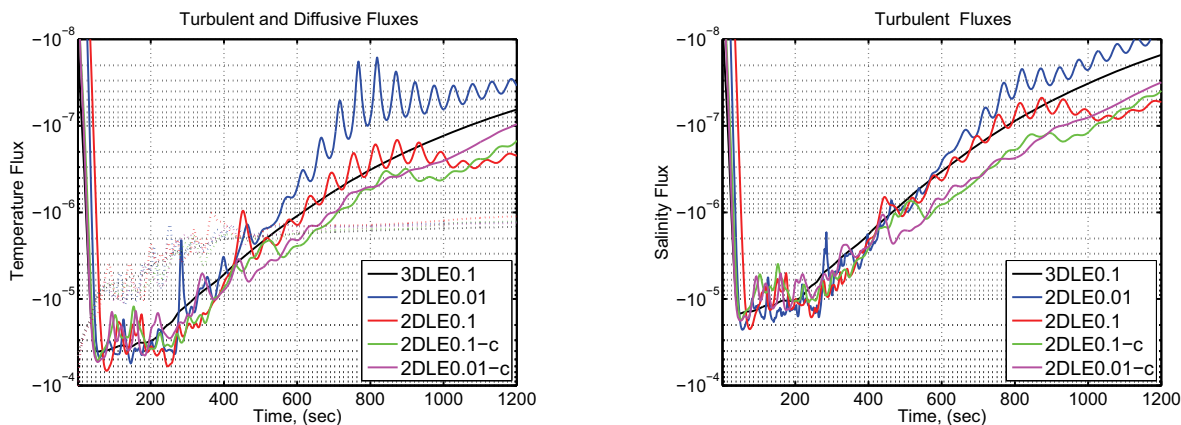 Turbulent and Diffusive Fluxes
−10⁻⁸
−10⁻⁷
−10⁻⁶
−10⁻⁵
−10⁻⁴
Temperature Flux
3DLE0.1
2DLE0.01
2DLE0.1
2DLE0.1−c
2DLE0.01−c
200 400 600 800 1000 1200
Time, (sec)
Turbulent Fluxes
−10⁻⁸
−10⁻⁷
−10⁻⁶
−10⁻⁵
−10⁻⁴
Salinity Flux
3DLE0.1
2DLE0.01
2DLE0.1
2DLE0.1−c
2DLE0.01−c
200 400 600 800 1000 1200
Time, (sec)